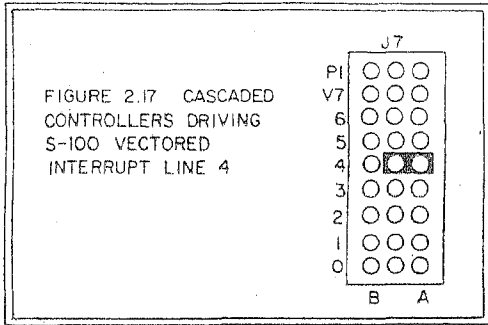 FIGURE 2.17 CASCADED
CONTROLLERS DRIVING
S-100 VECTORED
INTERRUPT LINE 4
J7
PI
V7
6
5
4
3
2
1
0
B A